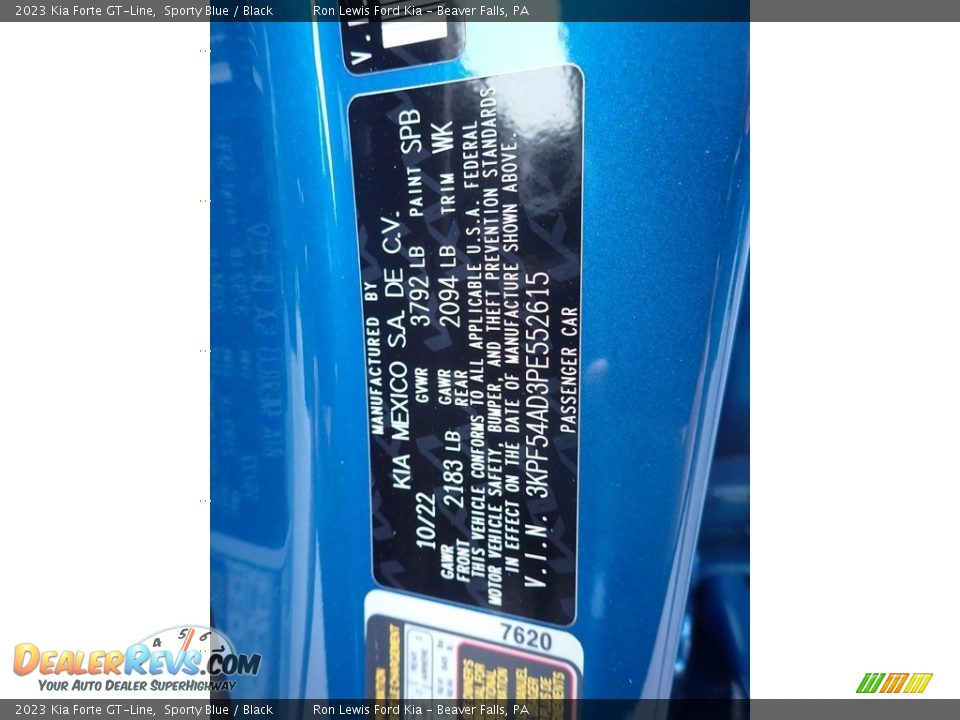 2023 Kia Forte GT-Line, Sporty Blue / Black Ron Lewis Ford Kia - Beaver Falls, PA
MANUFACTURED BY
KIA MEXICO S.A. DE C.V.
10/22 GVWR 3792 LB PAINT SPB
GAWR FRONT 2183 LB GAWR REAR 2094 LB TRIM WK
THIS VEHICLE CONFORMS TO ALL APPLICABLE U.S.A. FEDERAL
MOTOR VEHICLE SAFETY, BUMPER, AND THEFT PREVENTION STANDARDS
IN EFFECT ON THE DATE OF MANUFACTURE SHOWN ABOVE.
V.I.N. 3KPF54AD3PE552615
PASSENGER CAR
7620
4 5 6
DEALERREVS.COM
YOUR AUTO DEALER SUPERHIGHWAY
2023 Kia Forte GT-Line, Sporty Blue / Black Ron Lewis Ford Kia - Beaver Falls, PA